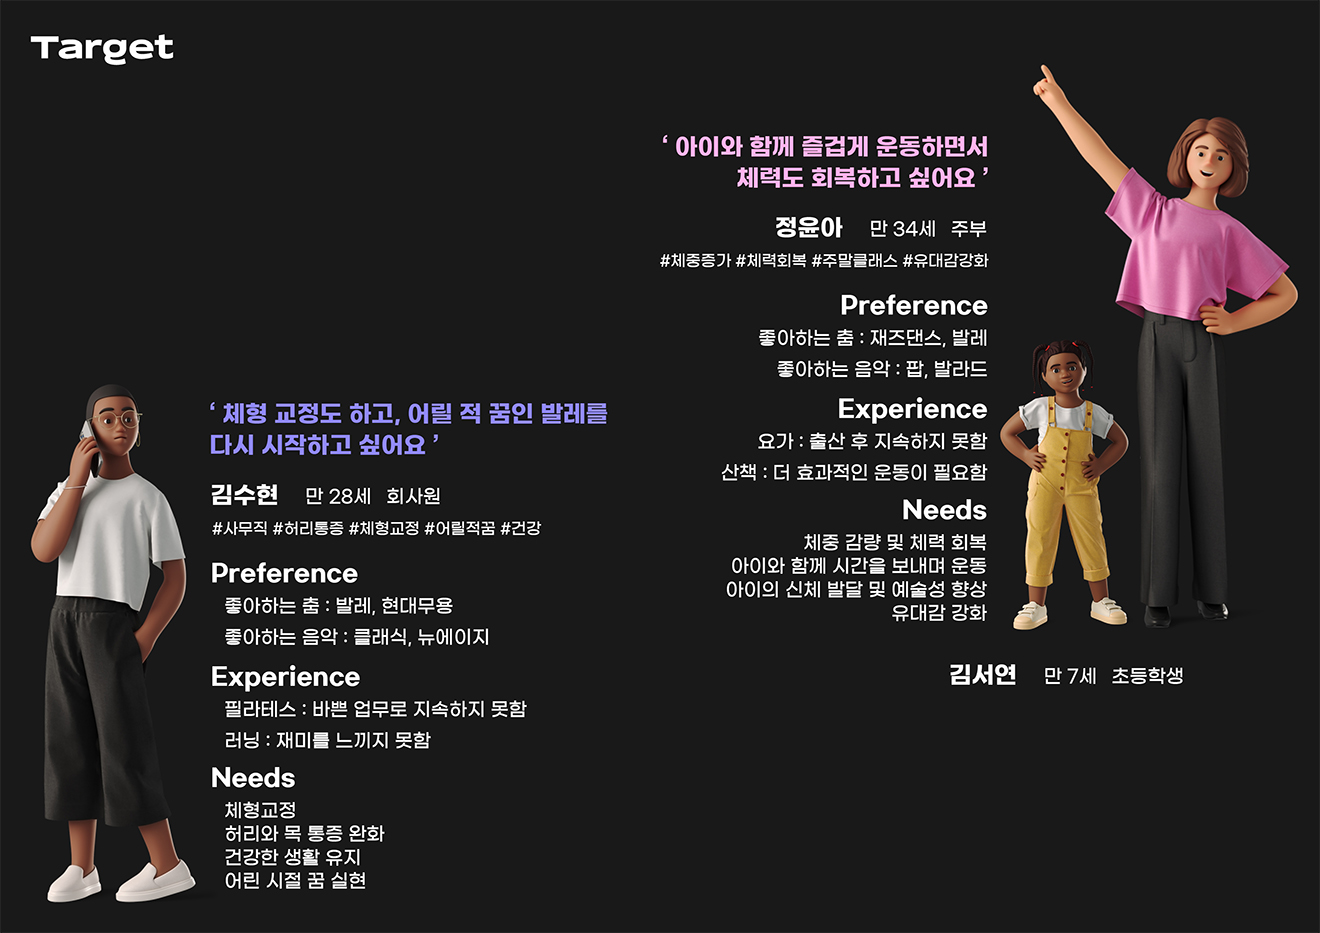 Target
‘ 아이와 함께 즐겁게 운동하면서
체력도 회복하고 싶어요 ’
정윤아 만 34세 주부
#체중증가 #체력회복 #주말클래스 #유대감강화
Preference
좋아하는 춤 : 재즈댄스, 발레
좋아하는 음악 : 팝, 발라드
Experience
요가 : 출산 후 지속하지 못함
산책 : 더 효과적인 운동이 필요함
Needs
체중 감량 및 체력 회복
아이와 함께 시간을 보내며 운동
아이의 신체 발달 및 예술성 향상
유대감 강화
김서연 만 7세 초등학생
‘ 체형 교정도 하고, 어릴 적 꿈인 발레를
다시 시작하고 싶어요 ’
김수현 만 28세 회사원
#사무직 #허리통증 #체형교정 #어릴적꿈 #건강
Preference
좋아하는 춤 : 발레, 현대무용
좋아하는 음악 : 클래식, 뉴에이지
Experience
필라테스 : 바쁜 업무로 지속하지 못함
러닝 : 재미를 느끼지 못함
Needs
체형교정
허리와 목 통증 완화
건강한 생활 유지
어린 시절 꿈 실현